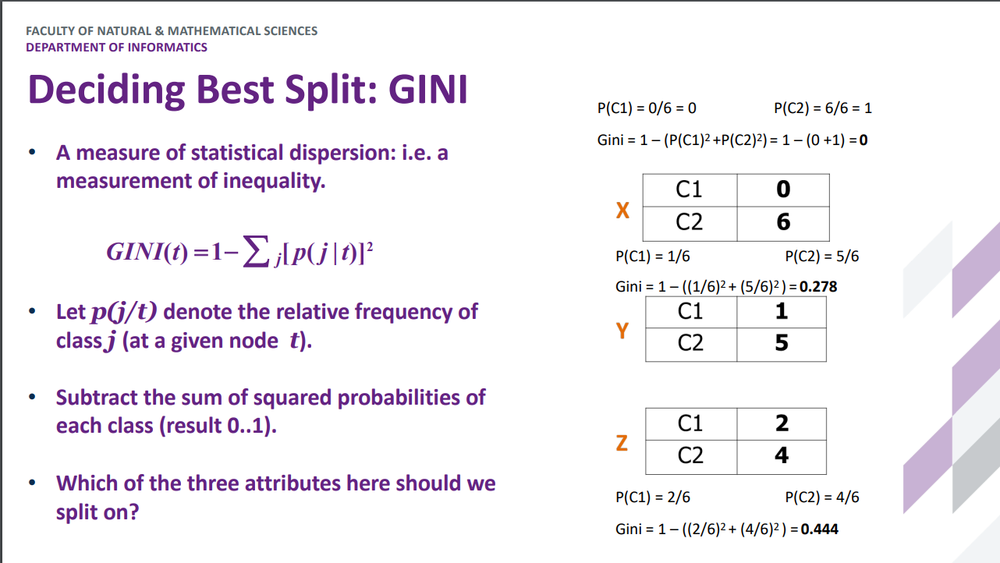 FACULTY OF NATURAL & MATHEMATICAL SCIENCES
DEPARTMENT OF INFORMATICS
Deciding Best Split: GINI
• A measure of statistical dispersion: i.e. a
measurement of inequality.
GINI(t) = 1 – ∑ j[p(j | t)]²
• Let p(j/t) denote the relative frequency of
class j (at a given node t).
• Subtract the sum of squared probabilities of
each class (result 0..1).
• Which of the three attributes here should we
split on?
P(C1) = 0/6 = 0 P(C2) = 6/6 = 1
Gini = 1 – (P(C1)² +P(C2)²) = 1 – (0 +1) = 0
X
C1 0
C2 6
P(C1) = 1/6 P(C2) = 5/6
Gini = 1 – ((1/6)² + (5/6)² ) = 0.278
Y
C1 1
C2 5
Z
C1 2
C2 4
P(C1) = 2/6 P(C2) = 4/6
Gini = 1 – ((2/6)² + (4/6)² ) = 0.444